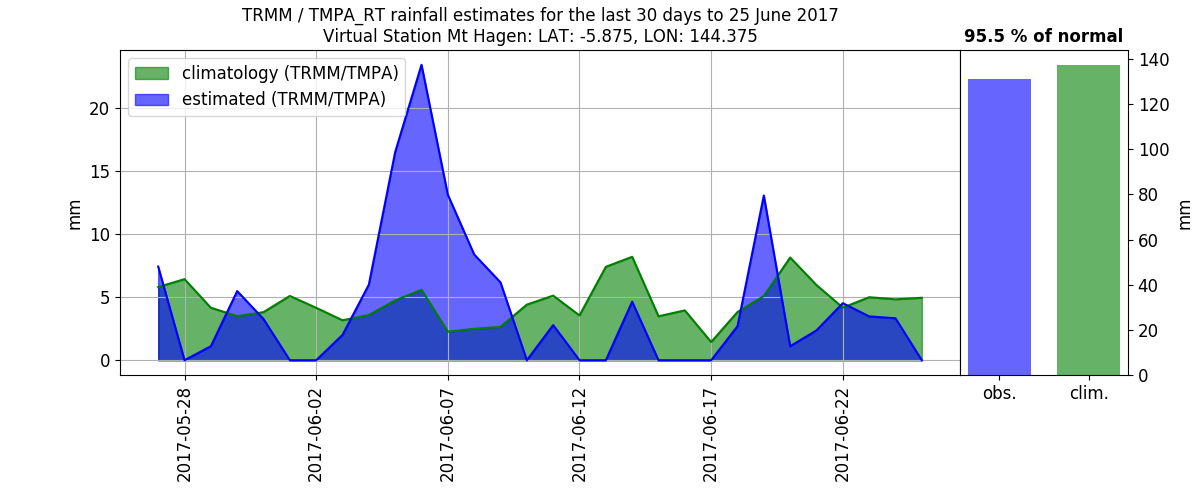 TRMM / TMPA_RT rainfall estimates for the last 30 days to 25 June 2017
Virtual Station Mt Hagen: LAT: -5.875, LON: 144.375
95.5 % of normal
climatology (TRMM/TMPA)
estimated (TRMM/TMPA)
mm
20
15
10
5
0
2017-05-28
2017-06-02
2017-06-07
2017-06-12
2017-06-17
2017-06-22
140
120
100
80
60
40
20
0
mm
obs.
clim.